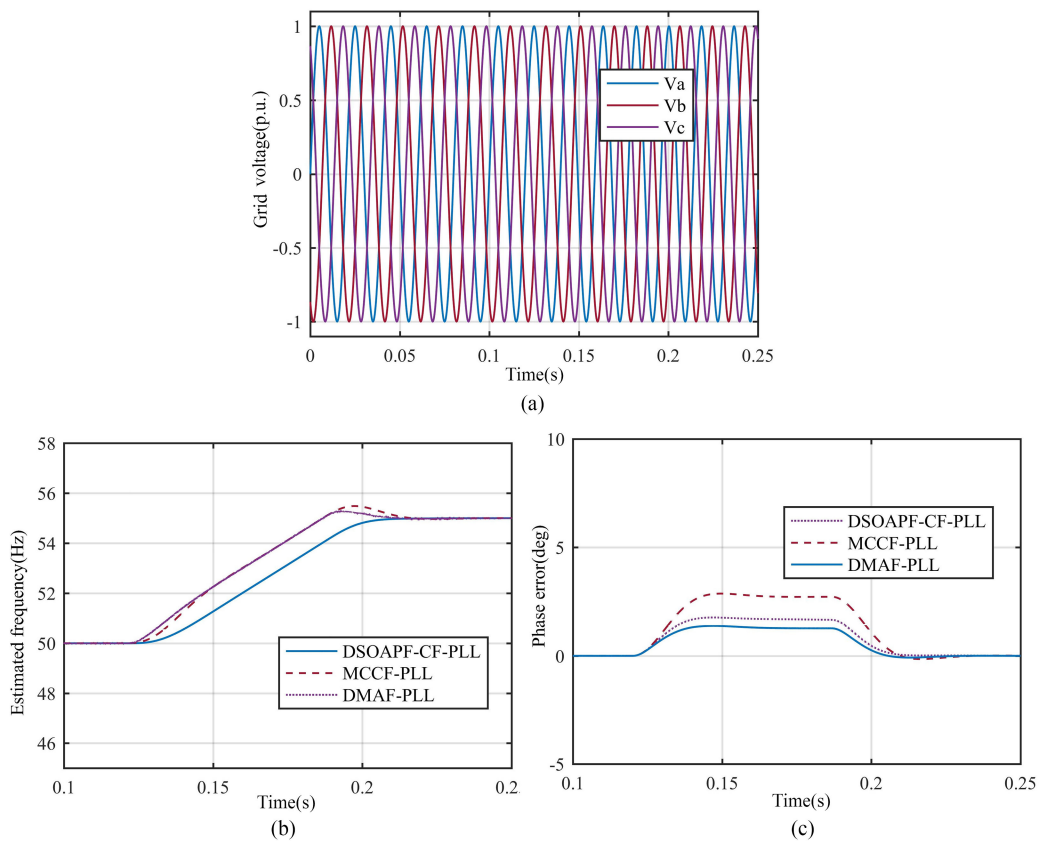 1
0.5
0
-0.5
-1
Grid voltage(p.u.)
Va
Vb
Vc
0
0.05
0.1
0.15
0.2
0.25
Time(s)
(a)
58
56
54
52
50
48
46
Estimated frequency(Hz)
DSOAPF-CF-PLL
MCCF-PLL
DMAF-PLL
0.1
0.15
0.2
0.2
Time(s)
(b)
10
5
0
-5
Phase error(deg)
DSOAPF-CF-PLL
MCCF-PLL
DMAF-PLL
0.1
0.15
0.2
0.25
Time(s)
(c)